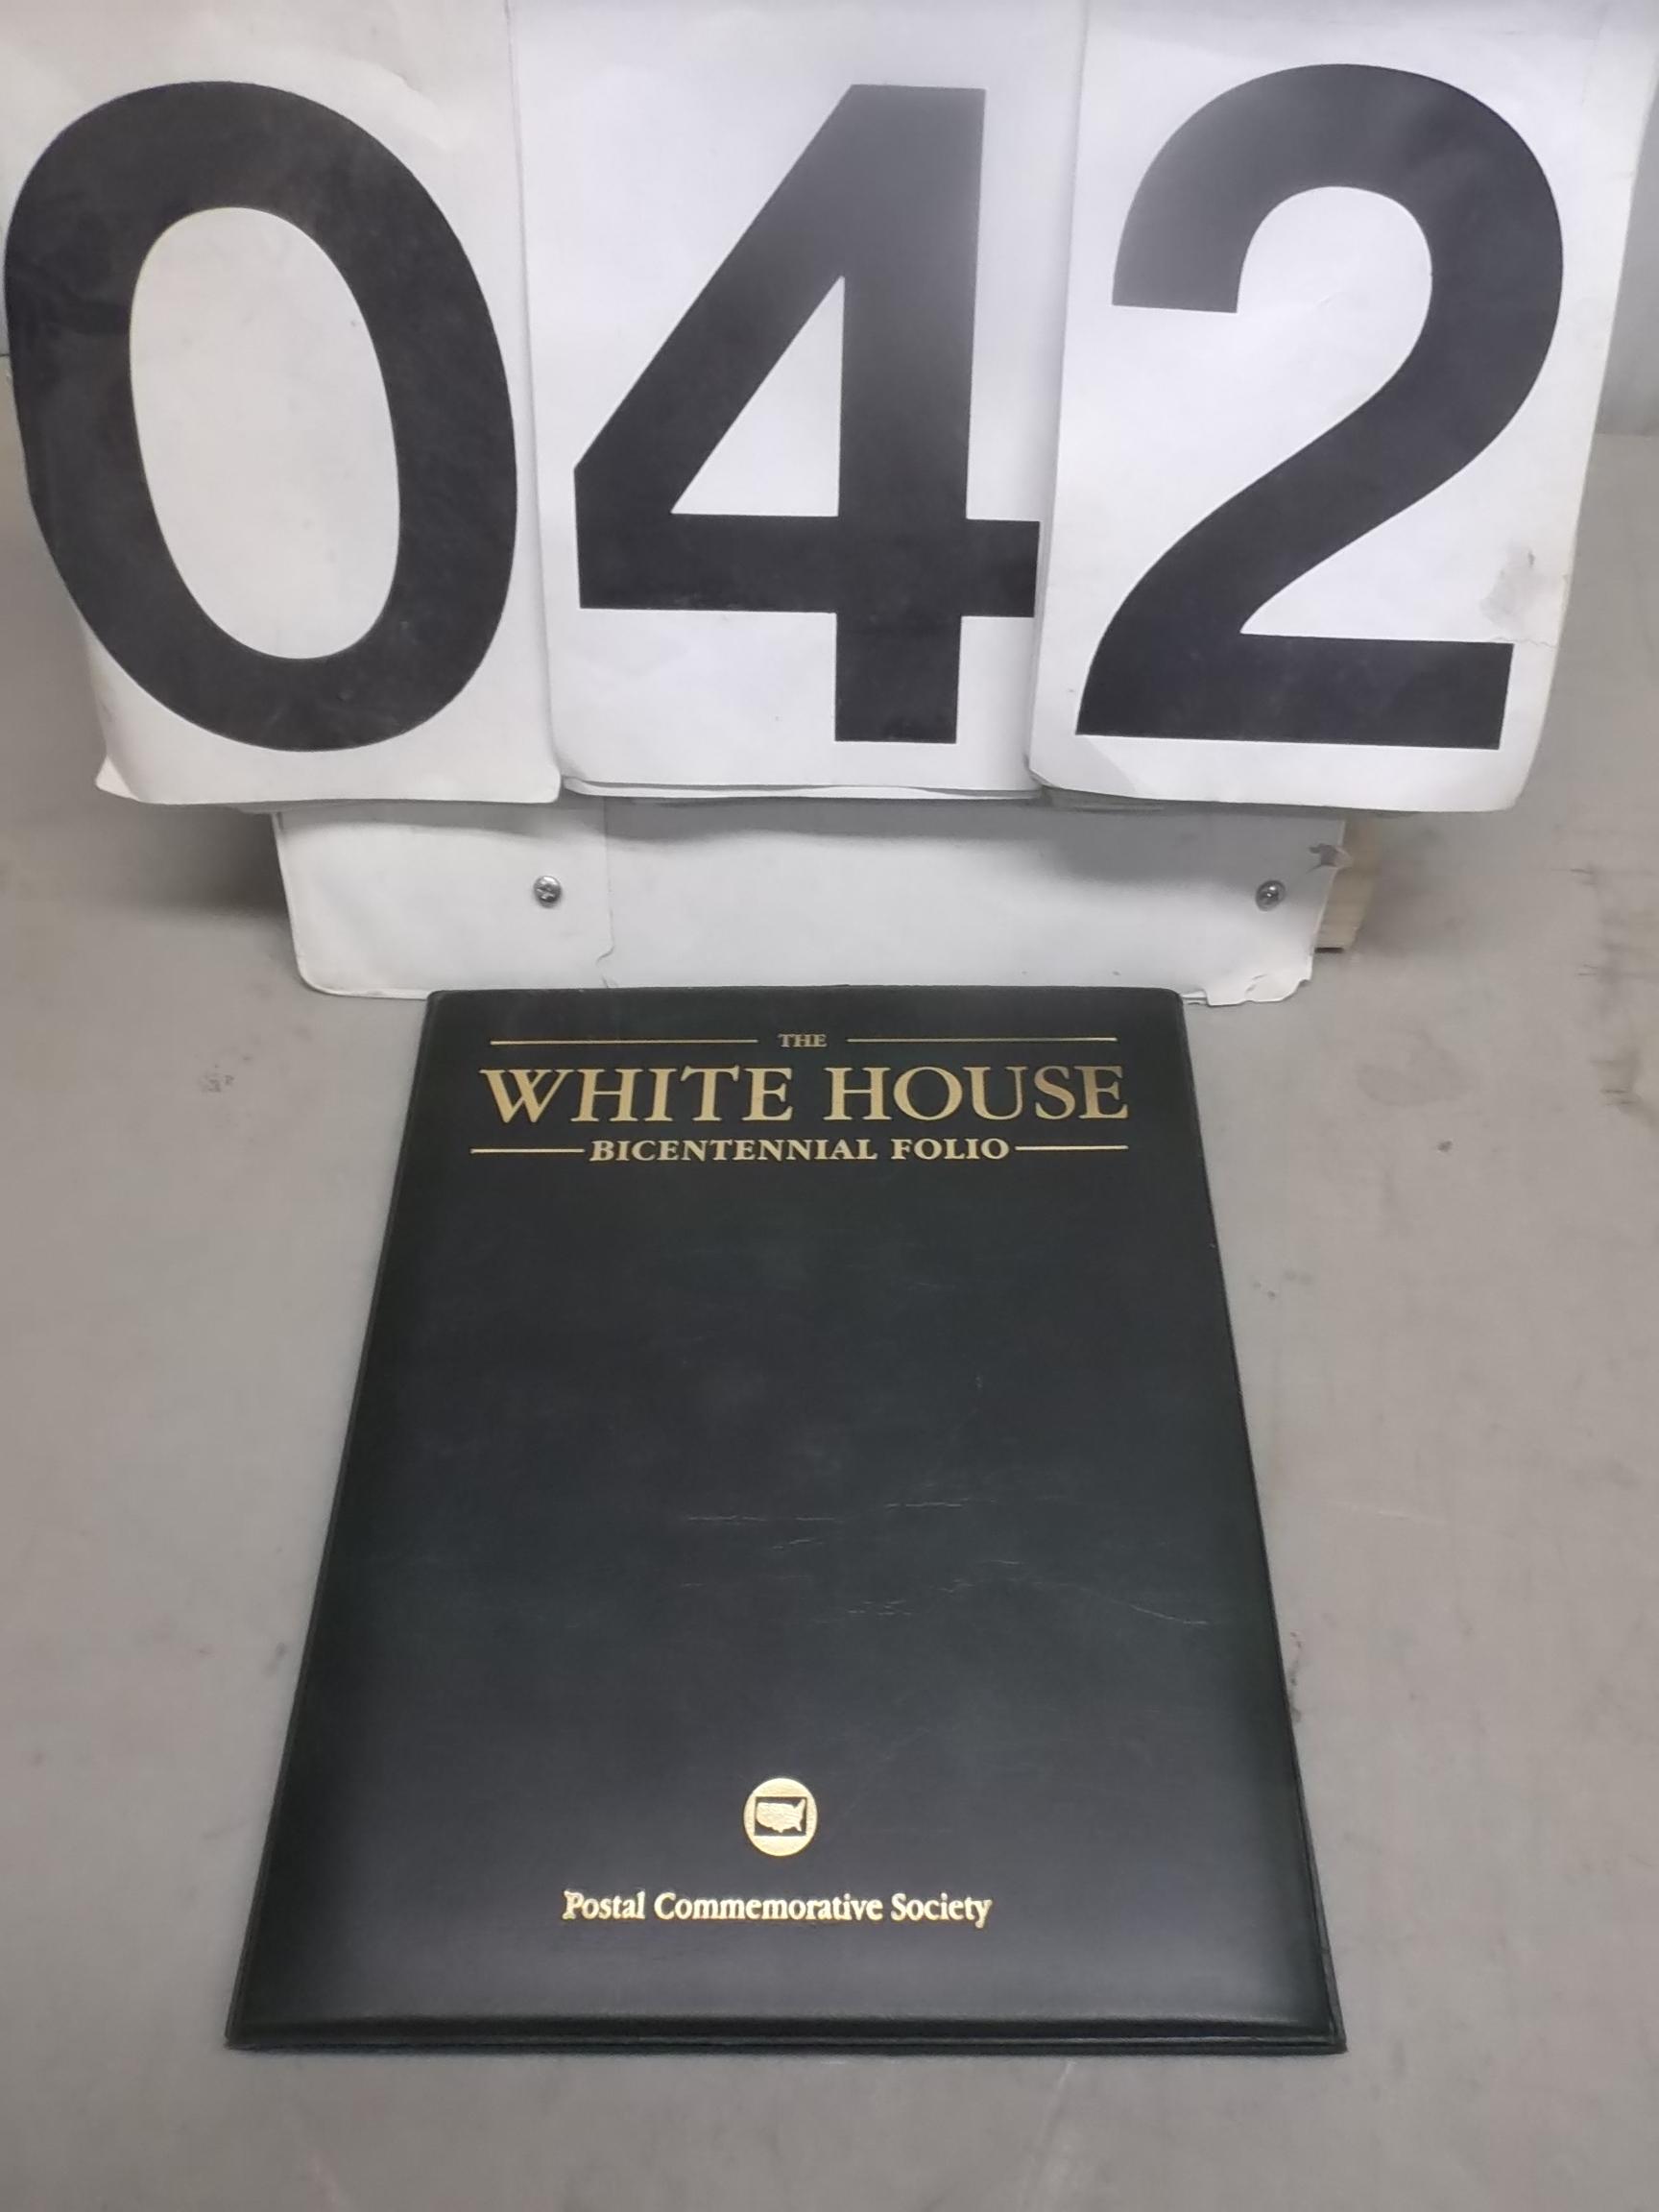 042
THE
WHITE HOUSE
BICENTENNIAL FOLIO
Postal Commemorative Society